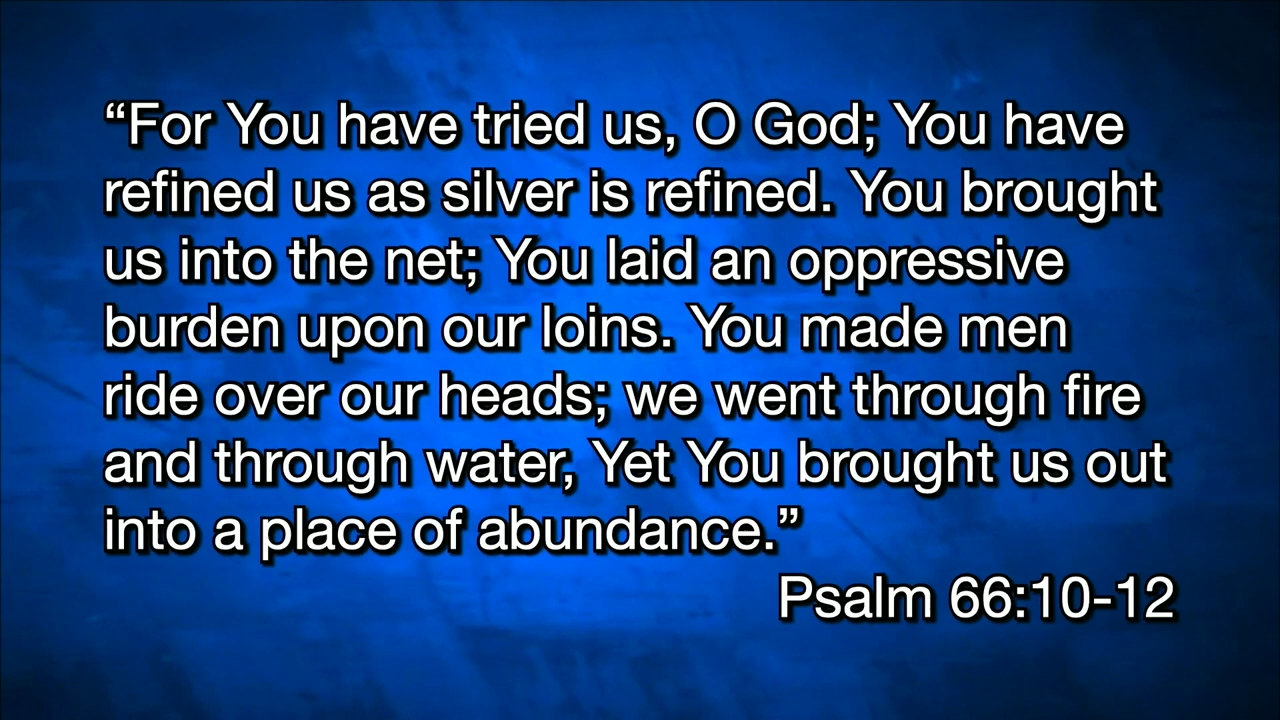 “For You have tried us, O God; You have
refined us as silver is refined. You brought
us into the net; You laid an oppressive
burden upon our loins. You made men
ride over our heads; we went through fire
and through water, Yet You brought us out
into a place of abundance.”
Psalm 66:10-12